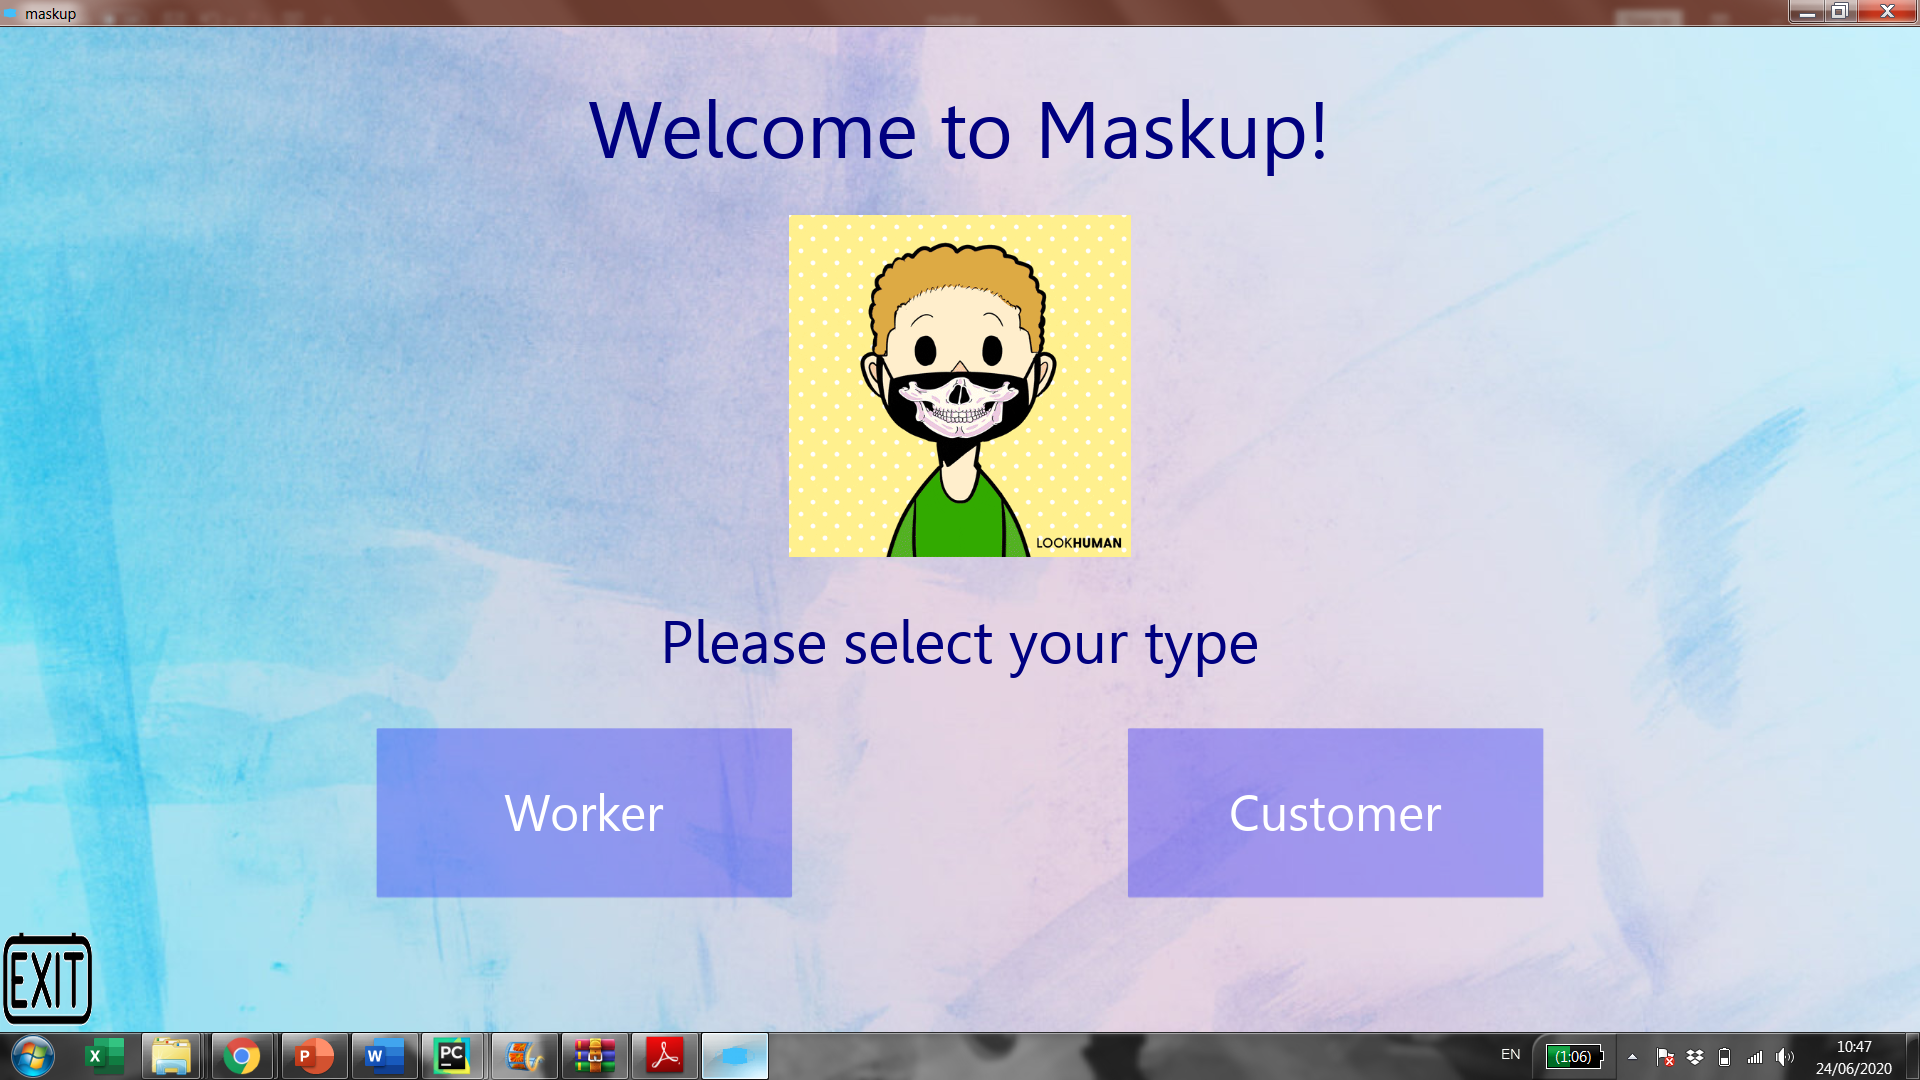 maskup
Welcome to Maskup!
LOOKHUMAN
Please select your type
Worker
Customer
EXIT
X
P
W
PC
EN
(1:06)
10:47
24/06/2020